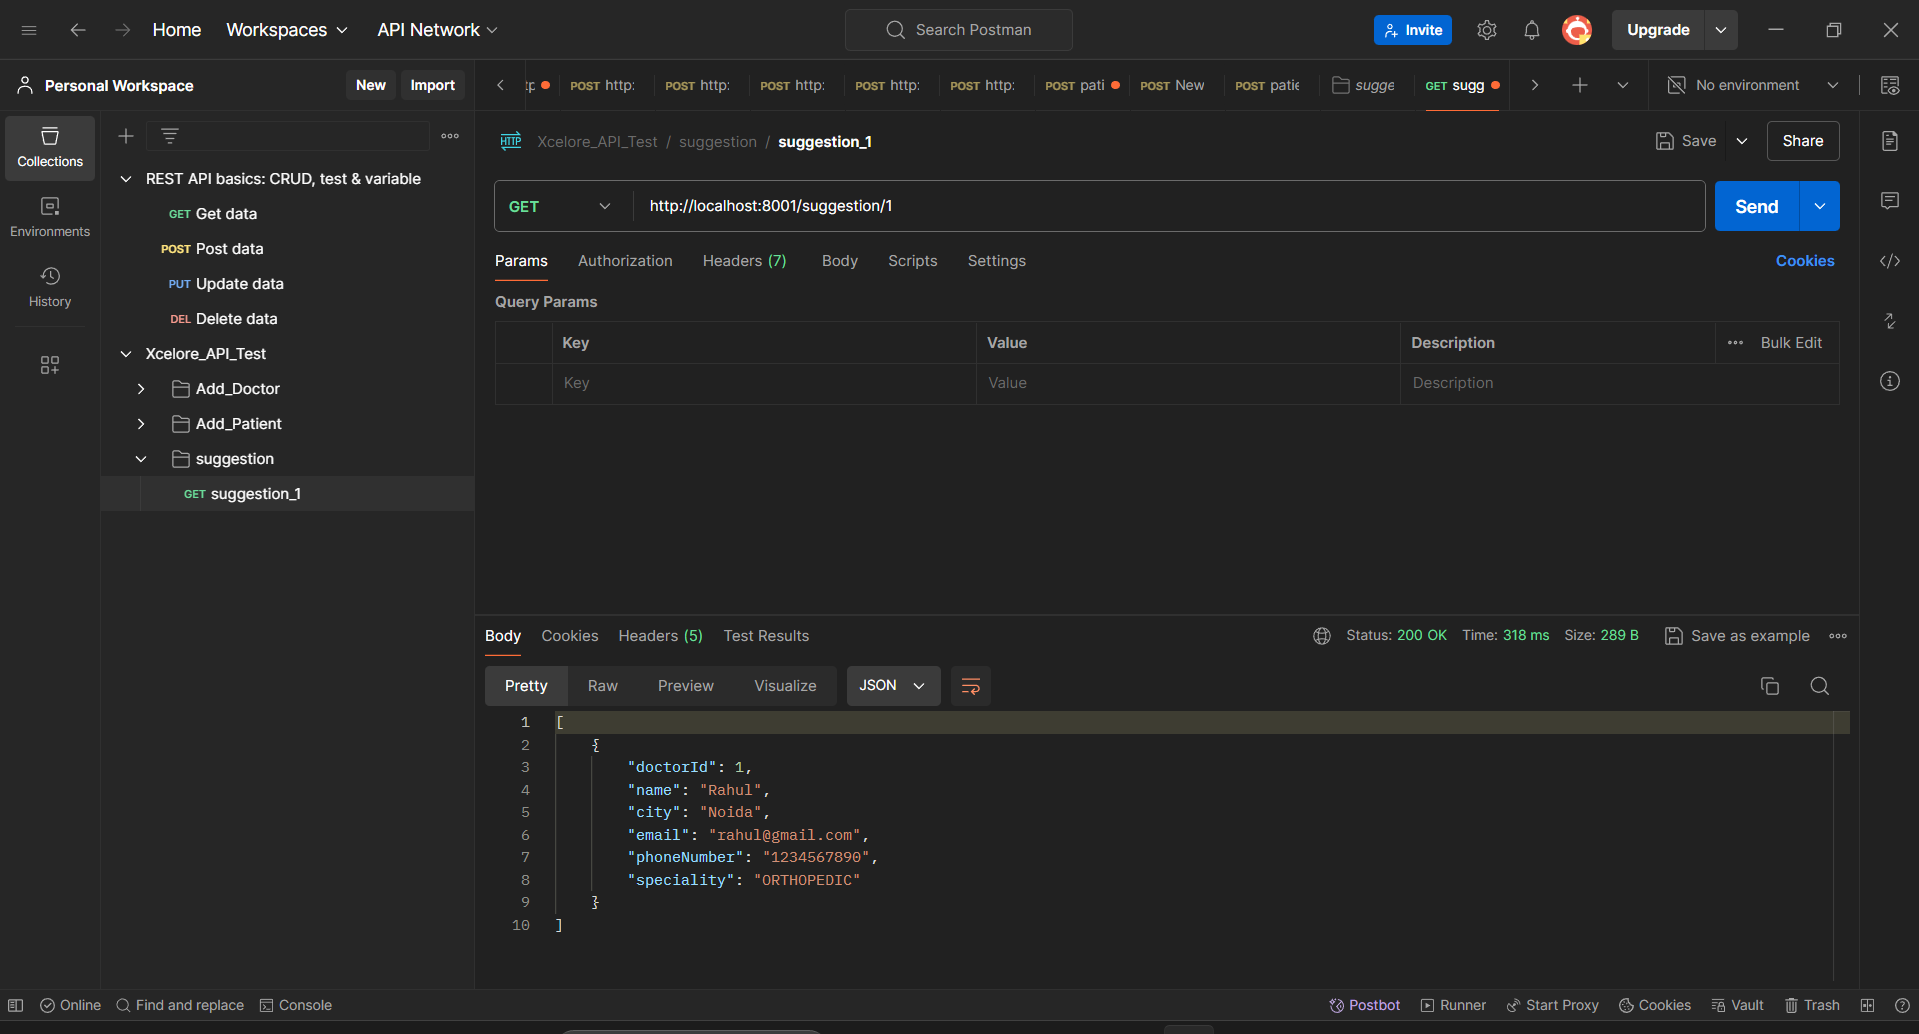 Home Workspaces API Network Search Postman Invite Upgrade
Personal Workspace New Import
POST http: POST http: POST http: POST http: POST http: POST pati POST New POST patie sugge GET sugg No environment
Collections
Environments
History
REST API basics: CRUD, test & variable
GET Get data
POST Post data
PUT Update data
DEL Delete data
Xcelore_API_Test
Add_Doctor
Add_Patient
suggestion
GET suggestion_1
HTTP Xcelore_API_Test / suggestion / suggestion_1 Save Share
GET http://localhost:8001/suggestion/1 Send
Params Authorization Headers (7) Body Scripts Settings Cookies
Query Params
Key Value Description Bulk Edit
Key Value Description
Body Cookies Headers (5) Test Results Status: 200 OK Time: 318 ms Size: 289 B Save as example
Pretty Raw Preview Visualize JSON
1 [
2 {
3 "doctorId": 1,
4 "name": "Rahul",
5 "city": "Noida",
6 "email": "rahul@gmail.com",
7 "phoneNumber": "1234567890",
8 "speciality": "ORTHOPEDIC"
9 }
10 ]
Online Find and replace Console Postbot Runner Start Proxy Cookies Vault Trash